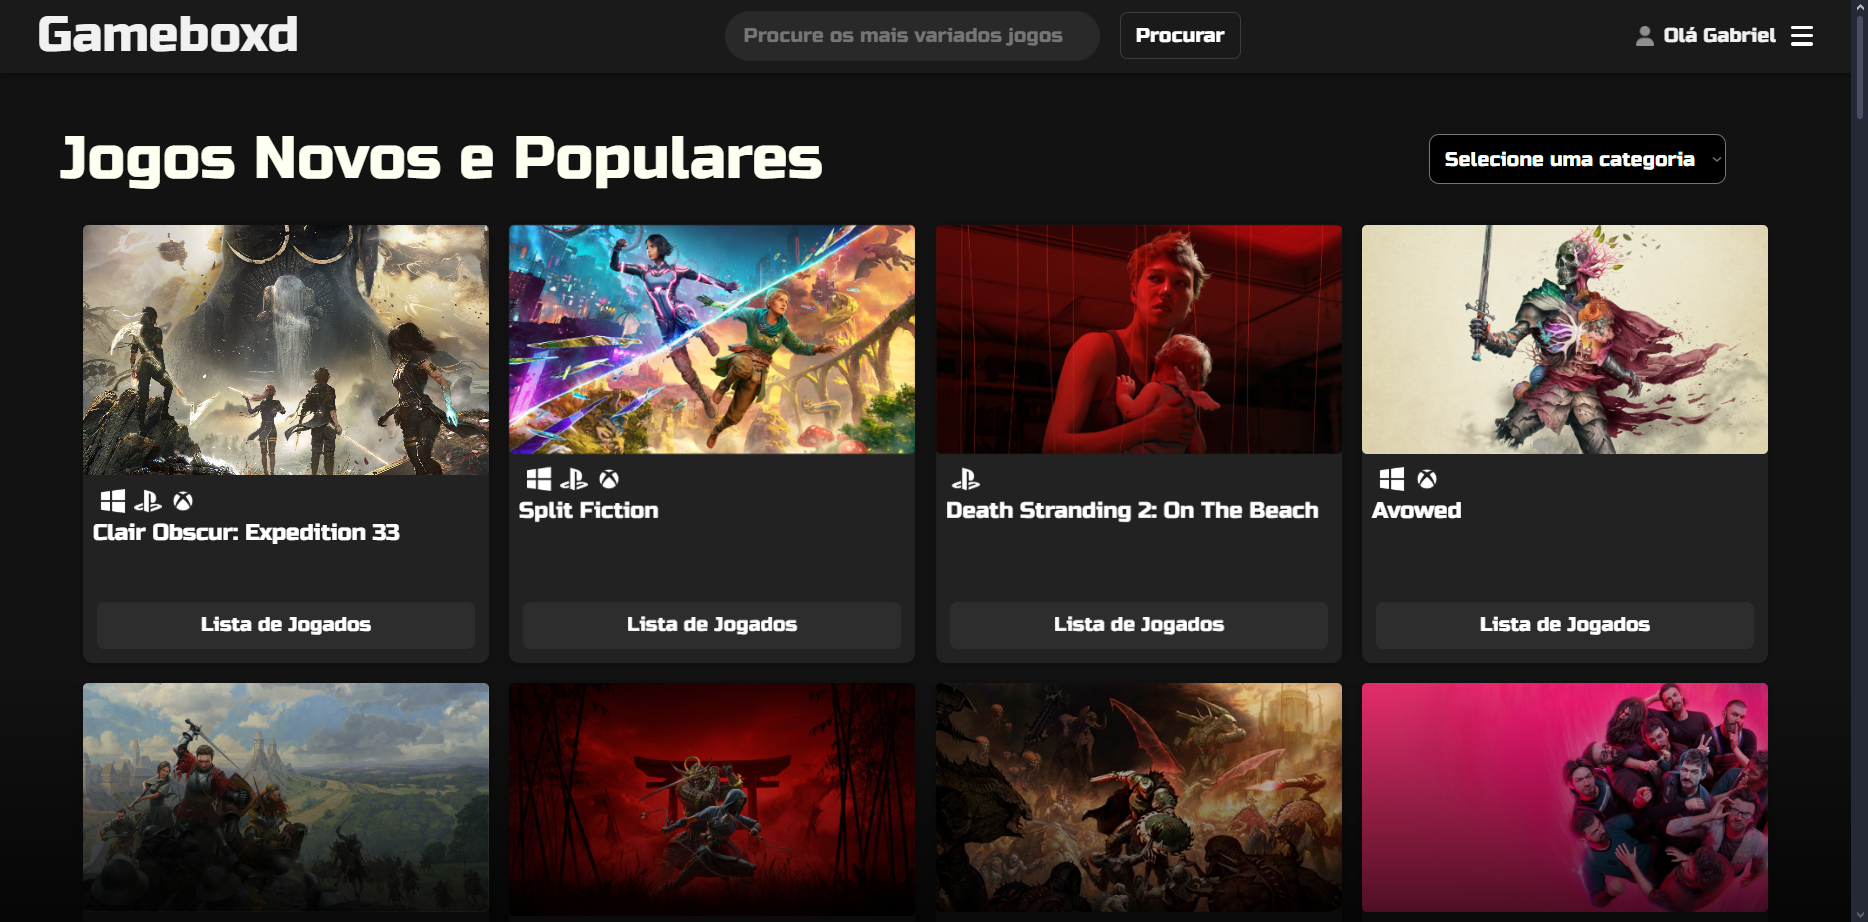 Gameboxd
Procure os mais variados jogos
Procurar
Olá Gabriel
Jogos Novos e Populares
Selecione uma categoria
Clair Obscur: Expedition 33
Lista de Jogados
Split Fiction
Lista de Jogados
Death Stranding 2: On The Beach
Lista de Jogados
Avowed
Lista de Jogados